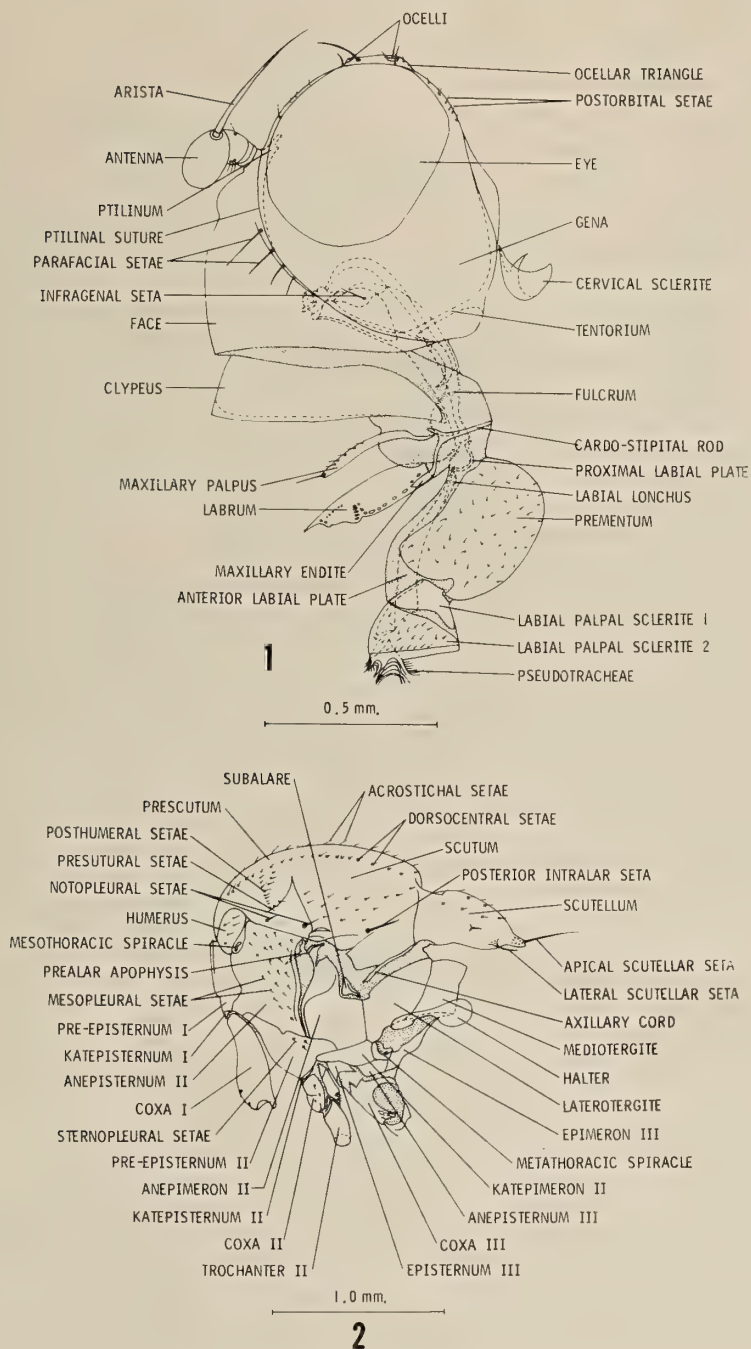 OCELLI
OCELLAR TRIANGLE
POSTORBITAL SETAE
EYE
GENA
CERVICAL SCLERITE
TENTORIUM
FULCRUM
CARDO-STIPITAL ROD
PROXIMAL LABIAL PLATE
LABIAL LONCHUS
PREMENTUM
LABIAL PALPAL SCLERITE 1
LABIAL PALPAL SCLERITE 2
PSEUDOTRACHEAE
ARISTA
ANTENNA
PTILINUM
PTILINAL SUTURE
PARAFACIAL SETAE
INFRAGENAL SETA
FACE
CLYPEUS
MAXILLARY PALPUS
LABRUM
MAXILLARY ENDITE
ANTERIOR LABIAL PLATE
1
0.5 mm.
SUBALARE
PRESCUTUM
POSTHUMERAL SETAE
PRESUTURAL SETAE
NOTOPLEURAL SETAE
HUMERUS
MESOTHORACIC SPIRACLE
PREALAR APOPHYSIS
MESOPLEURAL SETAE
PRE-EPISTERNUM I
KATEPISTERNUM I
ANEPISTERNUM II
COXA I
STERNOPLEURAL SETAE
PRE-EPISTERNUM II
ANEPIMERON II
KATEPISTERNUM II
COXA II
TROCHANTER II
ACROSTICHAL SETAE
DORSOCENTRAL SETAE
SCUTUM
POSTERIOR INTRALAR SETA
SCUTELLUM
APICAL SCUTELLAR SETA
LATERAL SCUTELLAR SETA
AXILLARY CORD
MEDIOTERGITE
HALTER
LATEROTERGITE
EPIMERON III
METATHORACIC SPIRACLE
KATEPIMERON II
ANEPISTERNUM III
COXA III
EPISTERNUM III
1.0 mm.
2